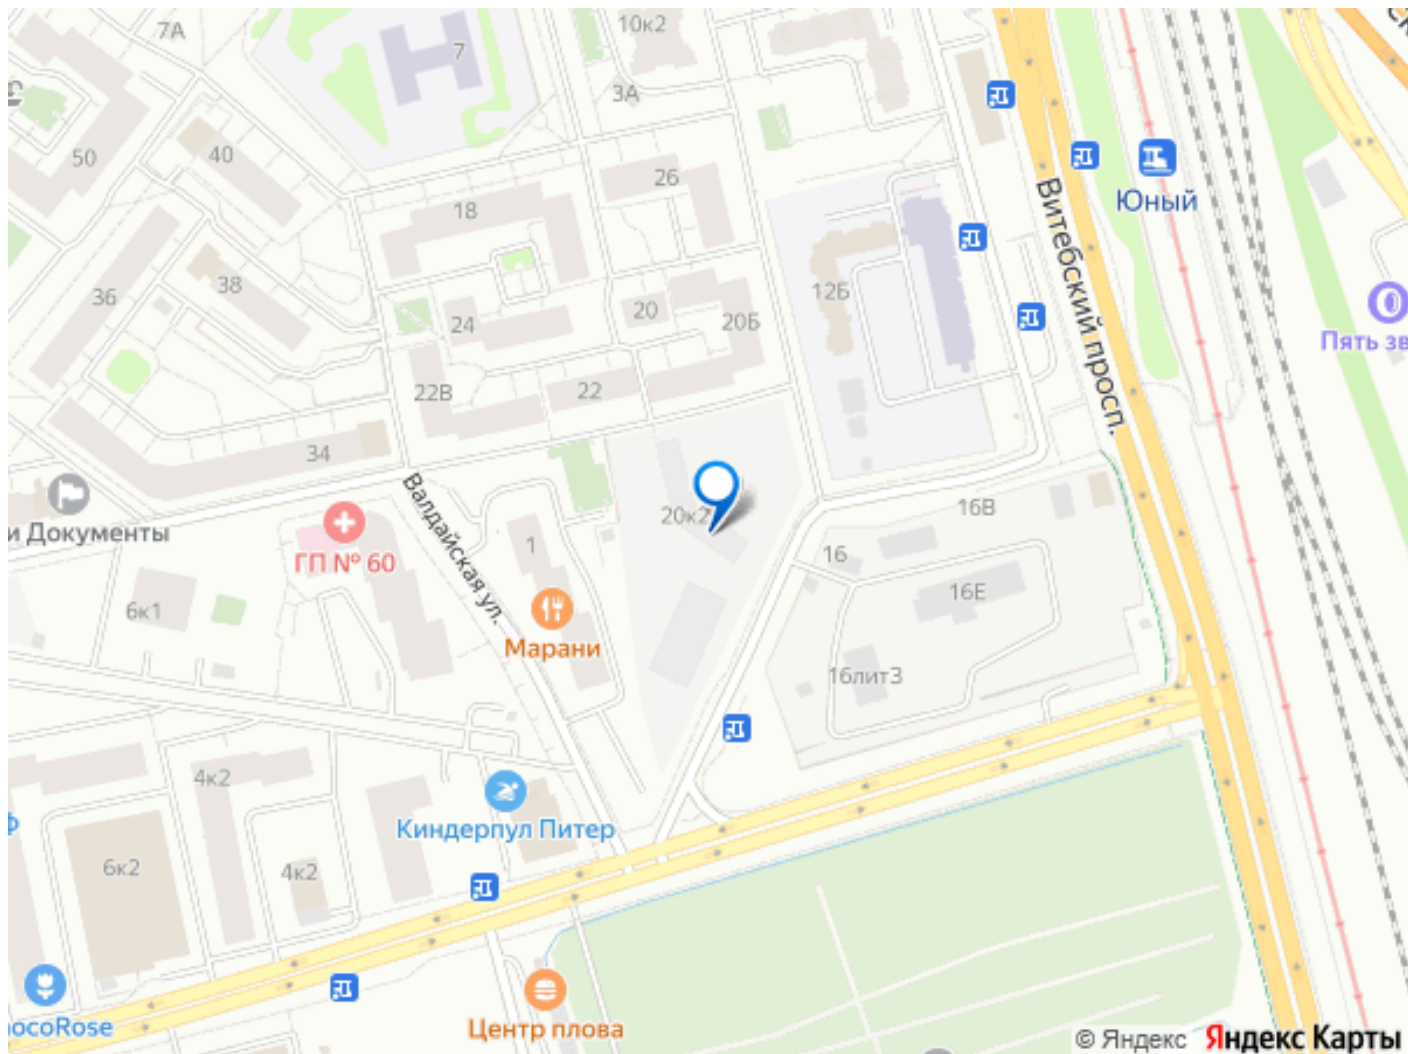 7А
10к2
7
3А
50
40
26
18
Юный
Витебский просп.
36
38
24
20
20Б
12Б
Пять зв
22В
22
34
и Документы
Валдайская ул.
20к2
16В
ГП № 60
1
16
16Е
6к1
Марани
16лит3
4к2
Киндерпул Питер
6к2
4к2
ocoRose
Центр плова
© Яндекс Яндекс Карты